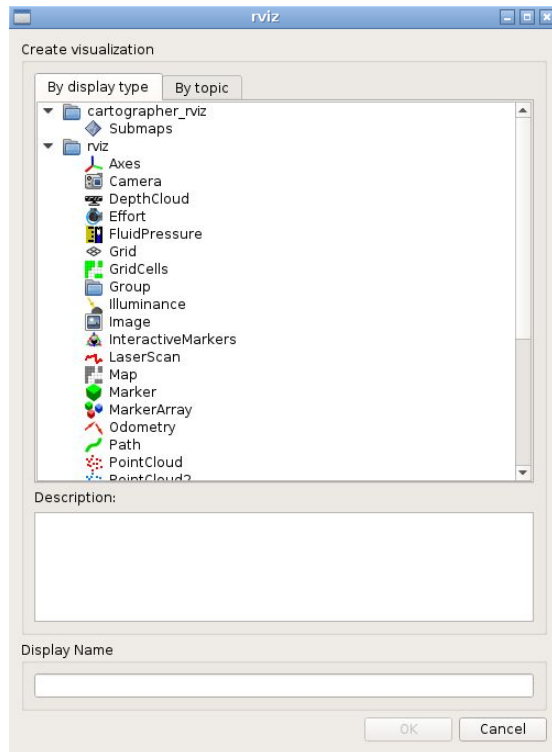 rviz
Create visualization
By display type By topic
cartographer_rviz
Submaps
rviz
Axes
Camera
DepthCloud
Effort
FluidPressure
Grid
GridCells
Group
Illuminance
Image
InteractiveMarkers
LaserScan
Map
Marker
MarkerArray
Odometry
Path
PointCloud
PointCloud2
Description:
Display Name
OK Cancel